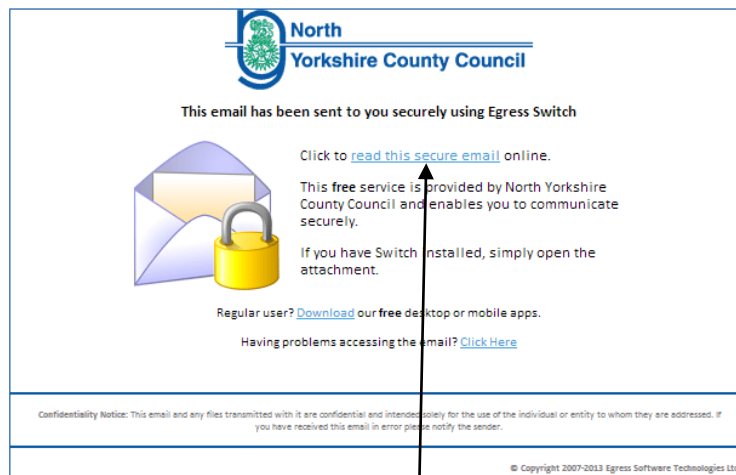 North
Yorkshire County Council
This email has been sent to you securely using Egress Switch
Click to read this secure email online.
This free service is provided by North Yorkshire
County Council and enables you to communicate
securely.
If you have Switch installed, simply open the
attachment.
Regular user? Download our free desktop or mobile apps.
Having problems accessing the email? Click Here
Confidentiality Notice: This email and any files transmitted with it are confidential and intended solely for the use of the individual or entity to whom they are addressed. If
you have received this email in error please notify the sender.
© Copyright 2007-2013 Egress Software Technologies Ltd